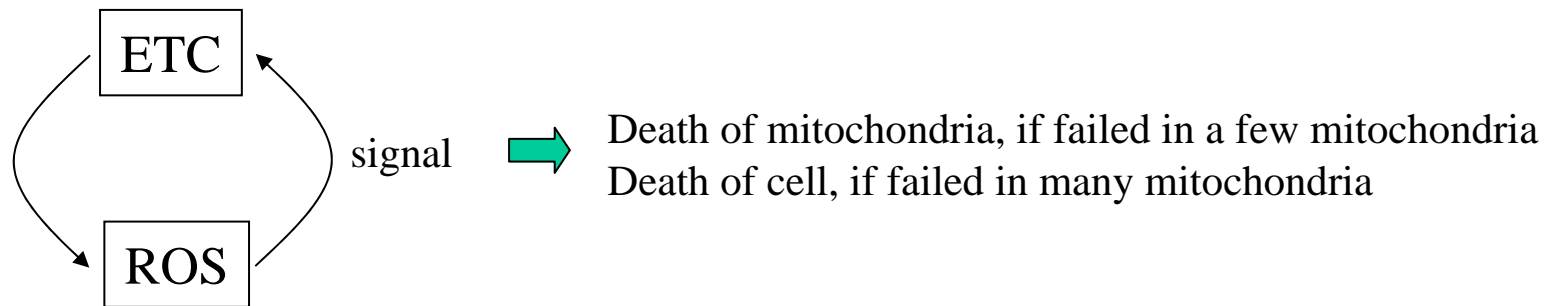 ETC
signal
Death of mitochondria, if failed in a few mitochondria
Death of cell, if failed in many mitochondria
ROS